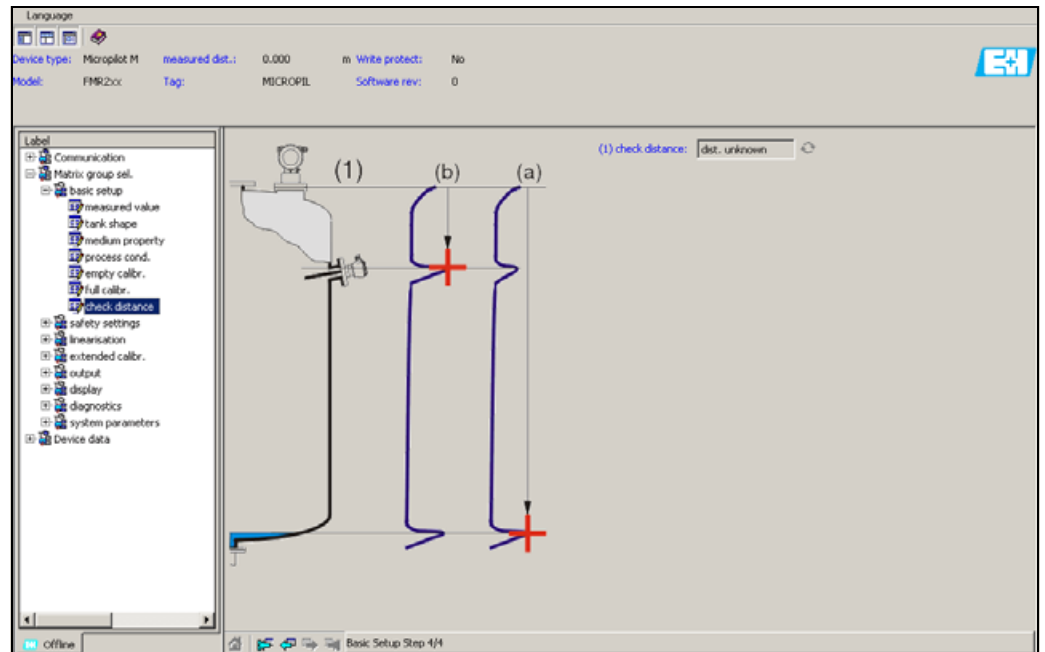 Language
Device type: Micropilot M measured dist.: 0.000 m Write protect: No
Model: FMR2xx Tag: MICROPIL Software rev: 0
E+H
Label
Communication
Matrix group sel.
basic setup
measured value
tank shape
medium property
process cond.
empty calibr.
full calibr.
check distance
safety settings
linearisation
extended calibr.
output
display
diagnostics
system parameters
Device data
(1) check distance: dist. unknown
(1) (b) (a)
Offline
Basic Setup Step 4/4